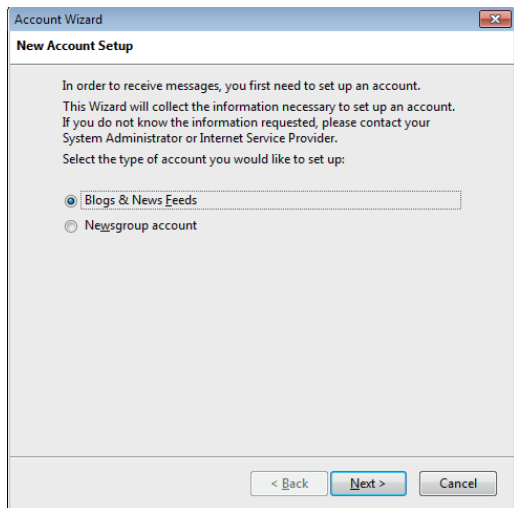 Account Wizard
New Account Setup
In order to receive messages, you first need to set up an account.
This Wizard will collect the information necessary to set up an account.
If you do not know the information requested, please contact your
System Administrator or Internet Service Provider.
Select the type of account you would like to set up:
Blogs & News Feeds
Newsgroup account
< Back Next > Cancel